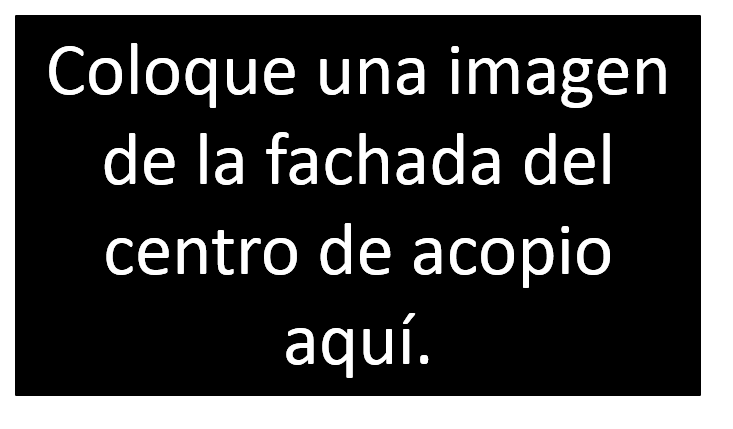 Coloque una imagen
de la fachada del
centro de acopio
aquí.